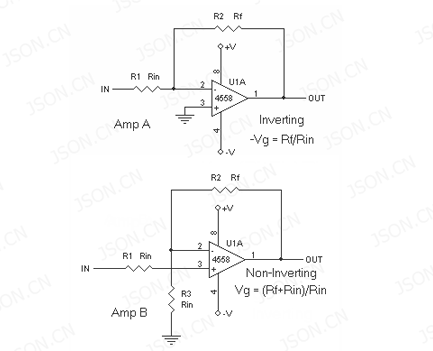 R2 Rf
+V
R1 Rin
8
U1A
IN
2
-
4558
1
OUT
3
+
Inverting
Amp A
4
-Vg = Rf/Rin
-V
R2 Rf
+V
8
U1A
2
-
R1 Rin
4558
1
OUT
IN
3
+
Non-Inverting
R3
4
Vg = (Rf+Rin)/Rin
Rin
Amp B
-V
JSON.CN